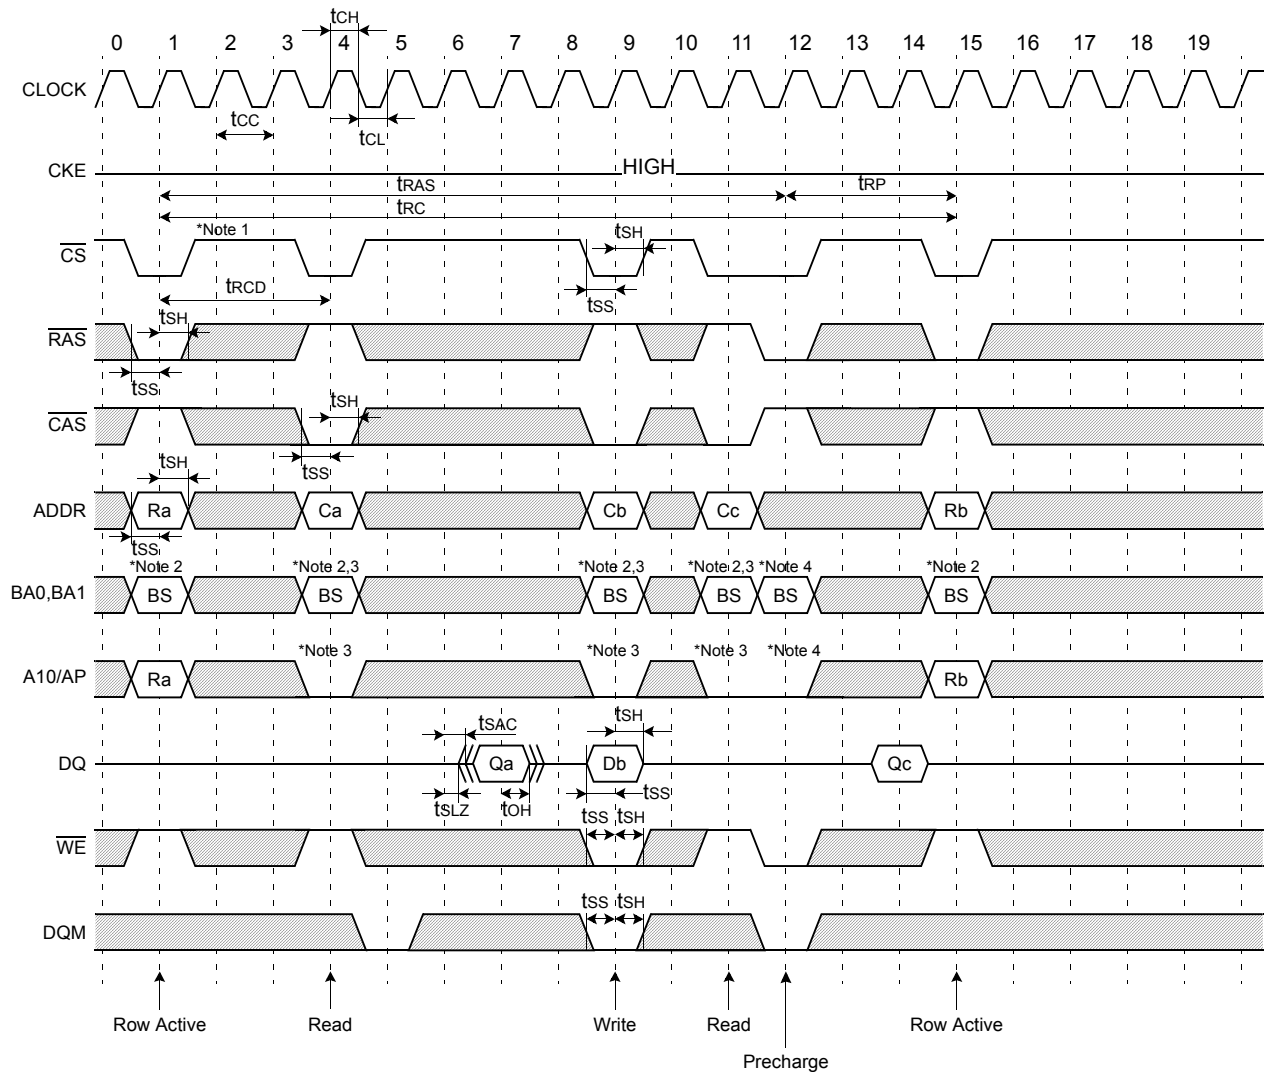 tCH
0 1 2 3 4 5 6 7 8 9 10 11 12 13 14 15 16 17 18 19
CLOCK
tCC
tCL
CKE
HIGH
tRAS
tRP
tRC
*Note 1
tSH
CS
tRCD
tSS
tSH
RAS
tSS
tSH
CAS
tSH
tSS
ADDR
Ra Ca Cb Cc Rb
tSS
*Note 2 *Note 2,3 *Note 2,3 *Note 2,3 *Note 4 *Note 2
BA0,BA1
BS BS BS BS BS BS
*Note 3 *Note 3 *Note 3 *Note 4
A10/AP
Ra Rb
tSAC
tSH
DQ
Qa Db Qc
tSLZ tOH tSS
tSS tSH
WE
tSS tSH
DQM
Row Active Read Write Read Row Active
Precharge